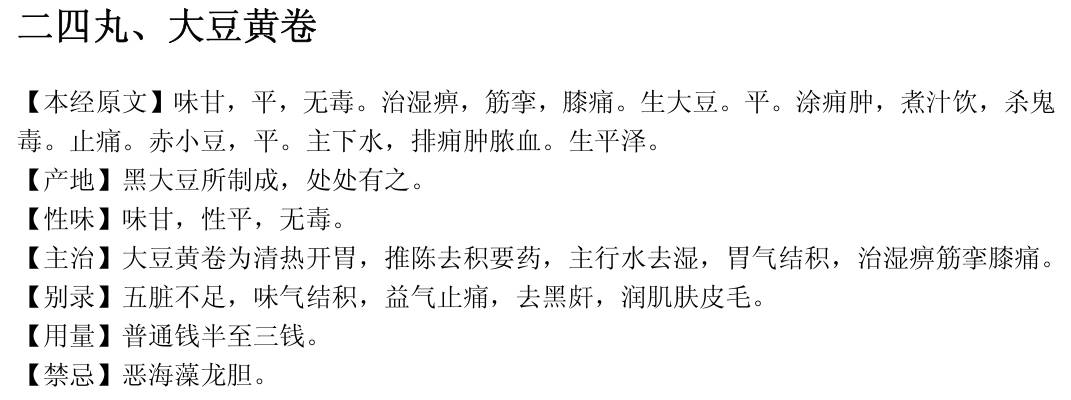 二四丸、大豆黄卷
【本经原文】味甘，平，无毒。治湿痹，筋挛，膝痛。生大豆。平。涂痈肿，煮汁饮，杀鬼
毒。止痛。赤小豆，平。主下水，排痈肿脓血。生平泽。
【产地】黑大豆所制成，处处有之。
【性味】味甘，性平，无毒。
【主治】大豆黄卷为清热开胃，推陈去积要药，主行水去湿，胃气结积，治湿痹筋挛膝痛。
【别录】五脏不足，味气结积，益气止痛，去黑皯，润肌肤皮毛。
【用量】普通钱半至三钱。
【禁忌】恶海藻龙胆。